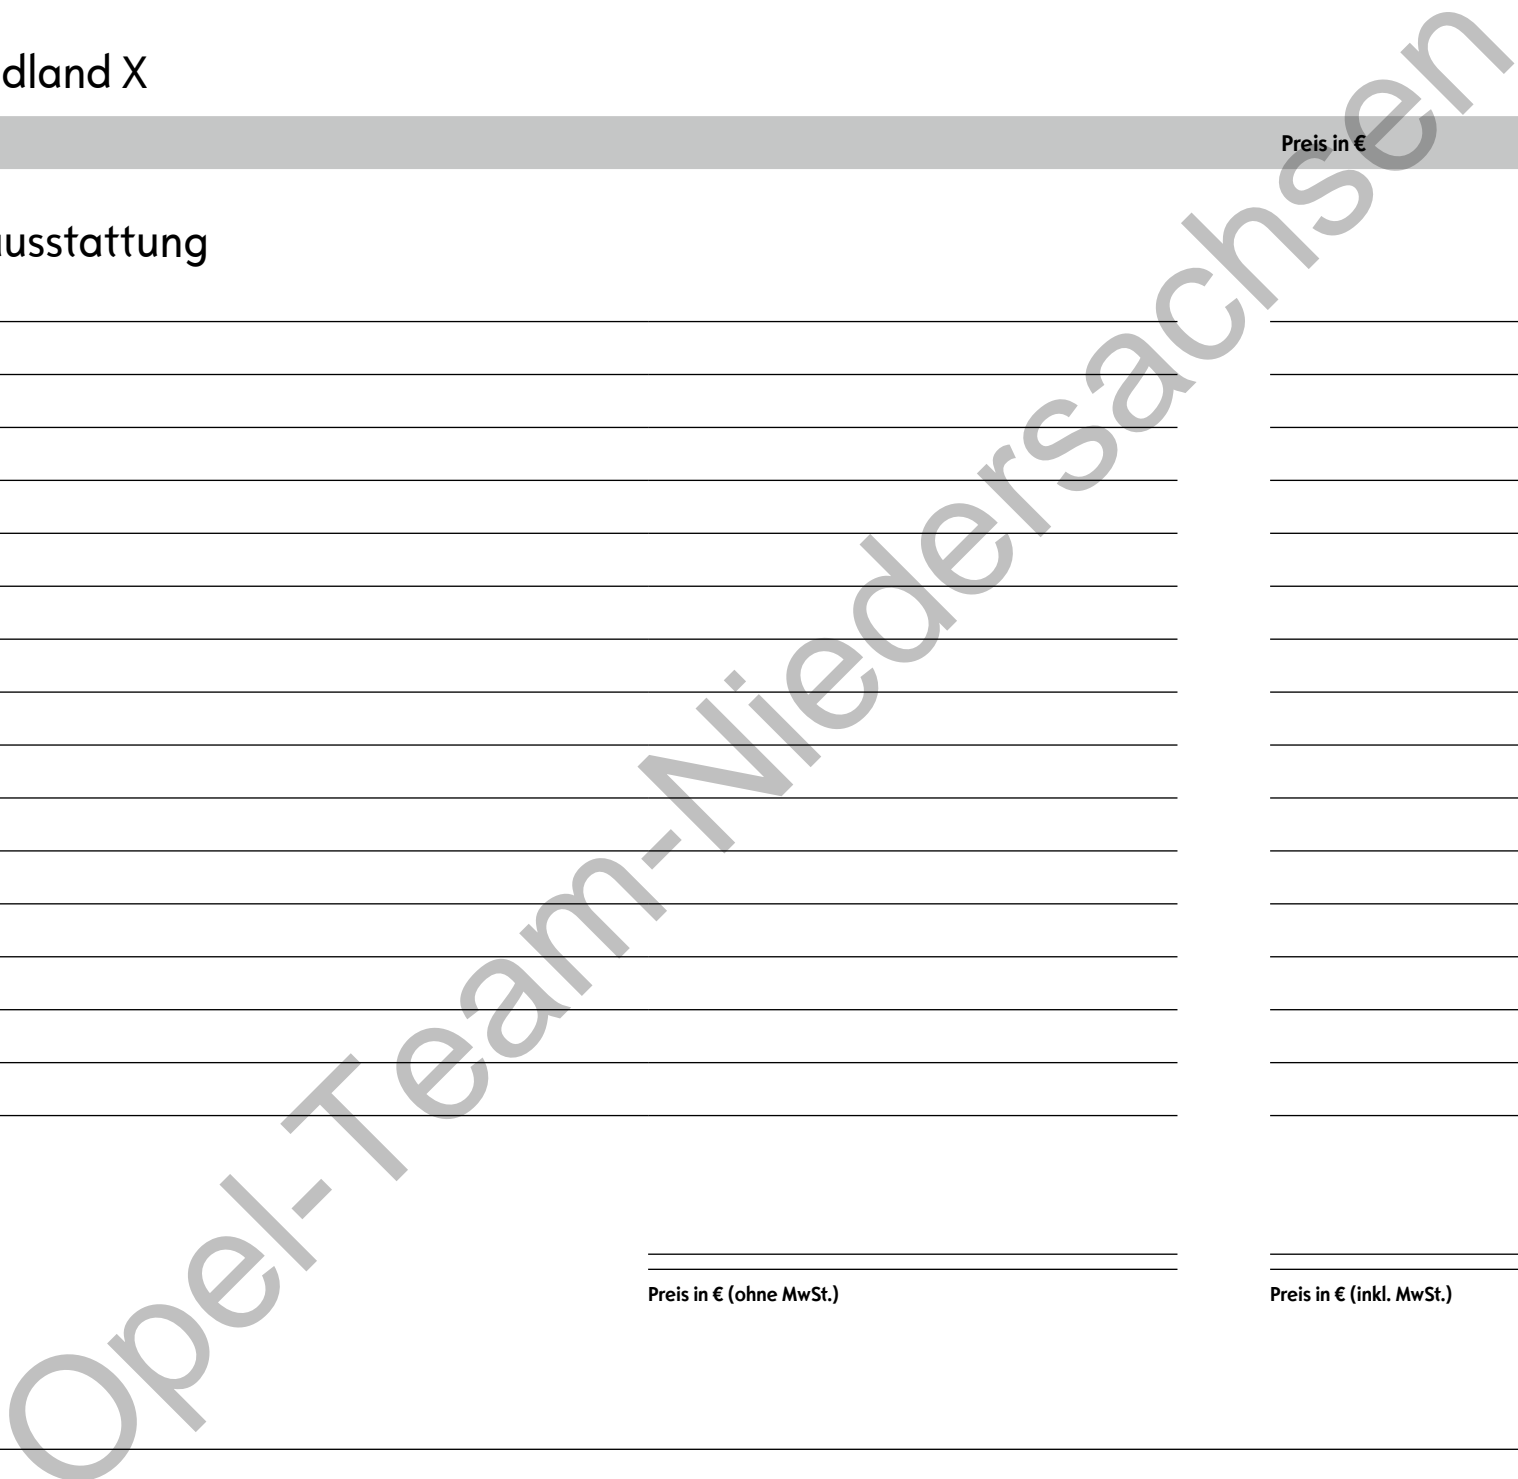 dland X
Preis in €
usstattung
Preis in € (ohne MwSt.)
Preis in € (inkl. MwSt.)
Opel-Team-Niedersachsen